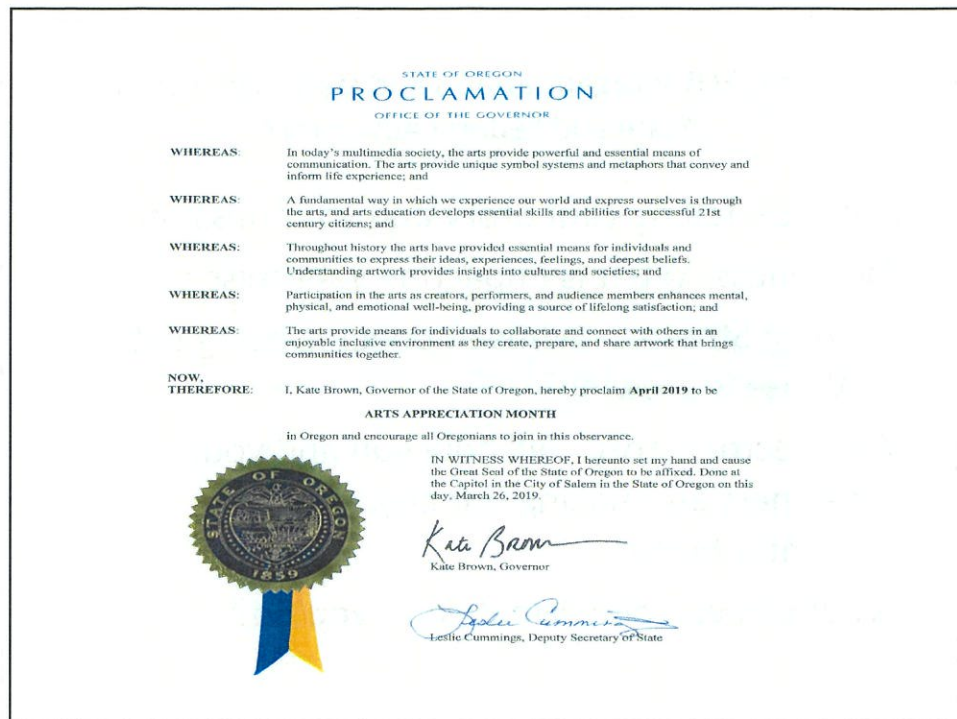 STATE OF OREGON
PROCLAMATION
OFFICE OF THE GOVERNOR
WHEREAS: In today's multimedia society, the arts provide powerful and essential means of
communication. The arts provide unique symbol systems and metaphors that convey and
inform life experience; and
WHEREAS: A fundamental way in which we experience our world and express ourselves is through
the arts, and arts education develops essential skills and abilities for successful 21st
century citizens; and
WHEREAS: Throughout history the arts have provided essential means for individuals and
communities to express their ideas, experiences, feelings, and deepest beliefs.
Understanding artwork provides insights into cultures and societies; and
WHEREAS: Participation in the arts as creators, performers, and audience members enhances mental,
physical, and emotional well-being, providing a source of lifelong satisfaction; and
WHEREAS: The arts provide means for individuals to collaborate and connect with others in an
enjoyable inclusive environment as they create, prepare, and share artwork that brings
communities together.
NOW,
THEREFORE: I, Kate Brown, Governor of the State of Oregon, hereby proclaim April 2019 to be
ARTS APPRECIATION MONTH
in Oregon and encourage all Oregonians to join in this observance.
IN WITNESS WHEREOF, I hereunto set my hand and cause
the Great Seal of the State of Oregon to be affixed. Done at
the Capitol in the City of Salem in the State of Oregon on this
day, March 26, 2019.
STATE OF OREGON
1859
Kate Brown
Kate Brown, Governor
Leslie Cummings
Leslie Cummings, Deputy Secretary of State